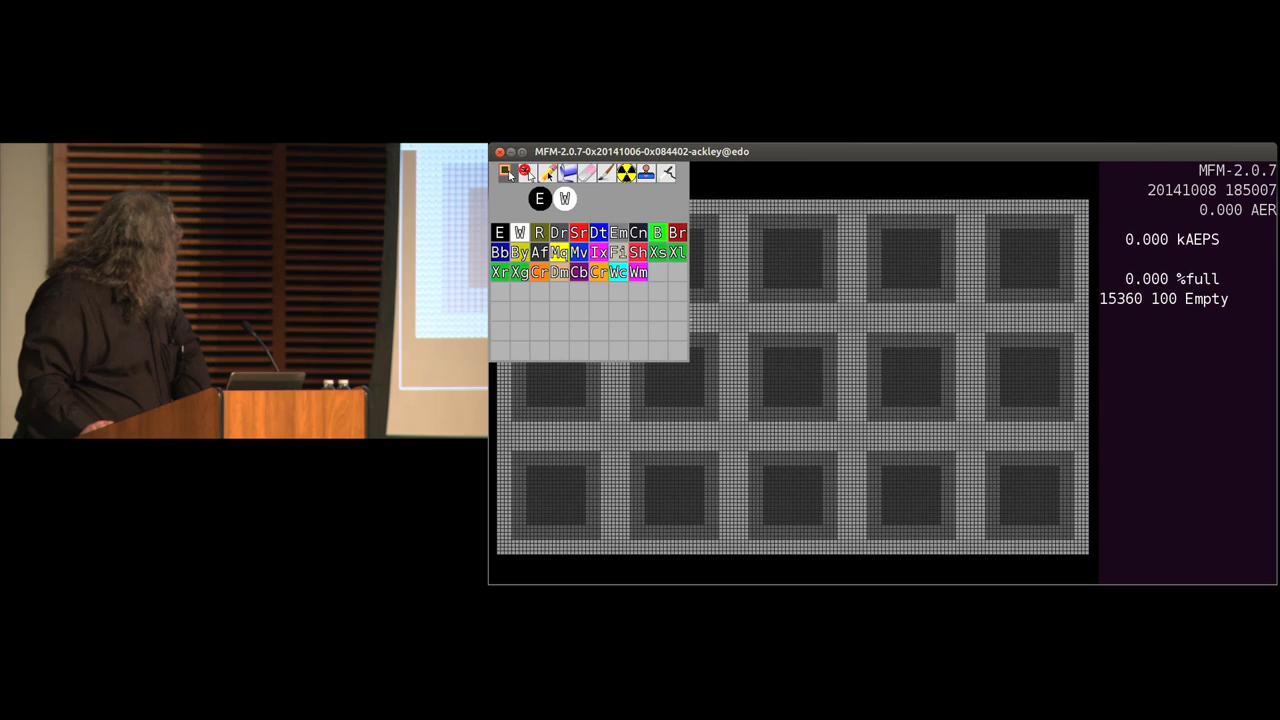 MFM-2.0.7-0x20141006-0x084402-ackley@edo
MFM-2.0.7
20141008 185007
0.000 AER
0.000 kAEPS
0.000 %full
15360 100 Empty
E W
E W R Dr Sr Dt Em Cn B Br
Bb By Af Mq Mv Ix Fi Sh Xs Xl
Xr Xg Cr Dm Cb Cr Wc Wm